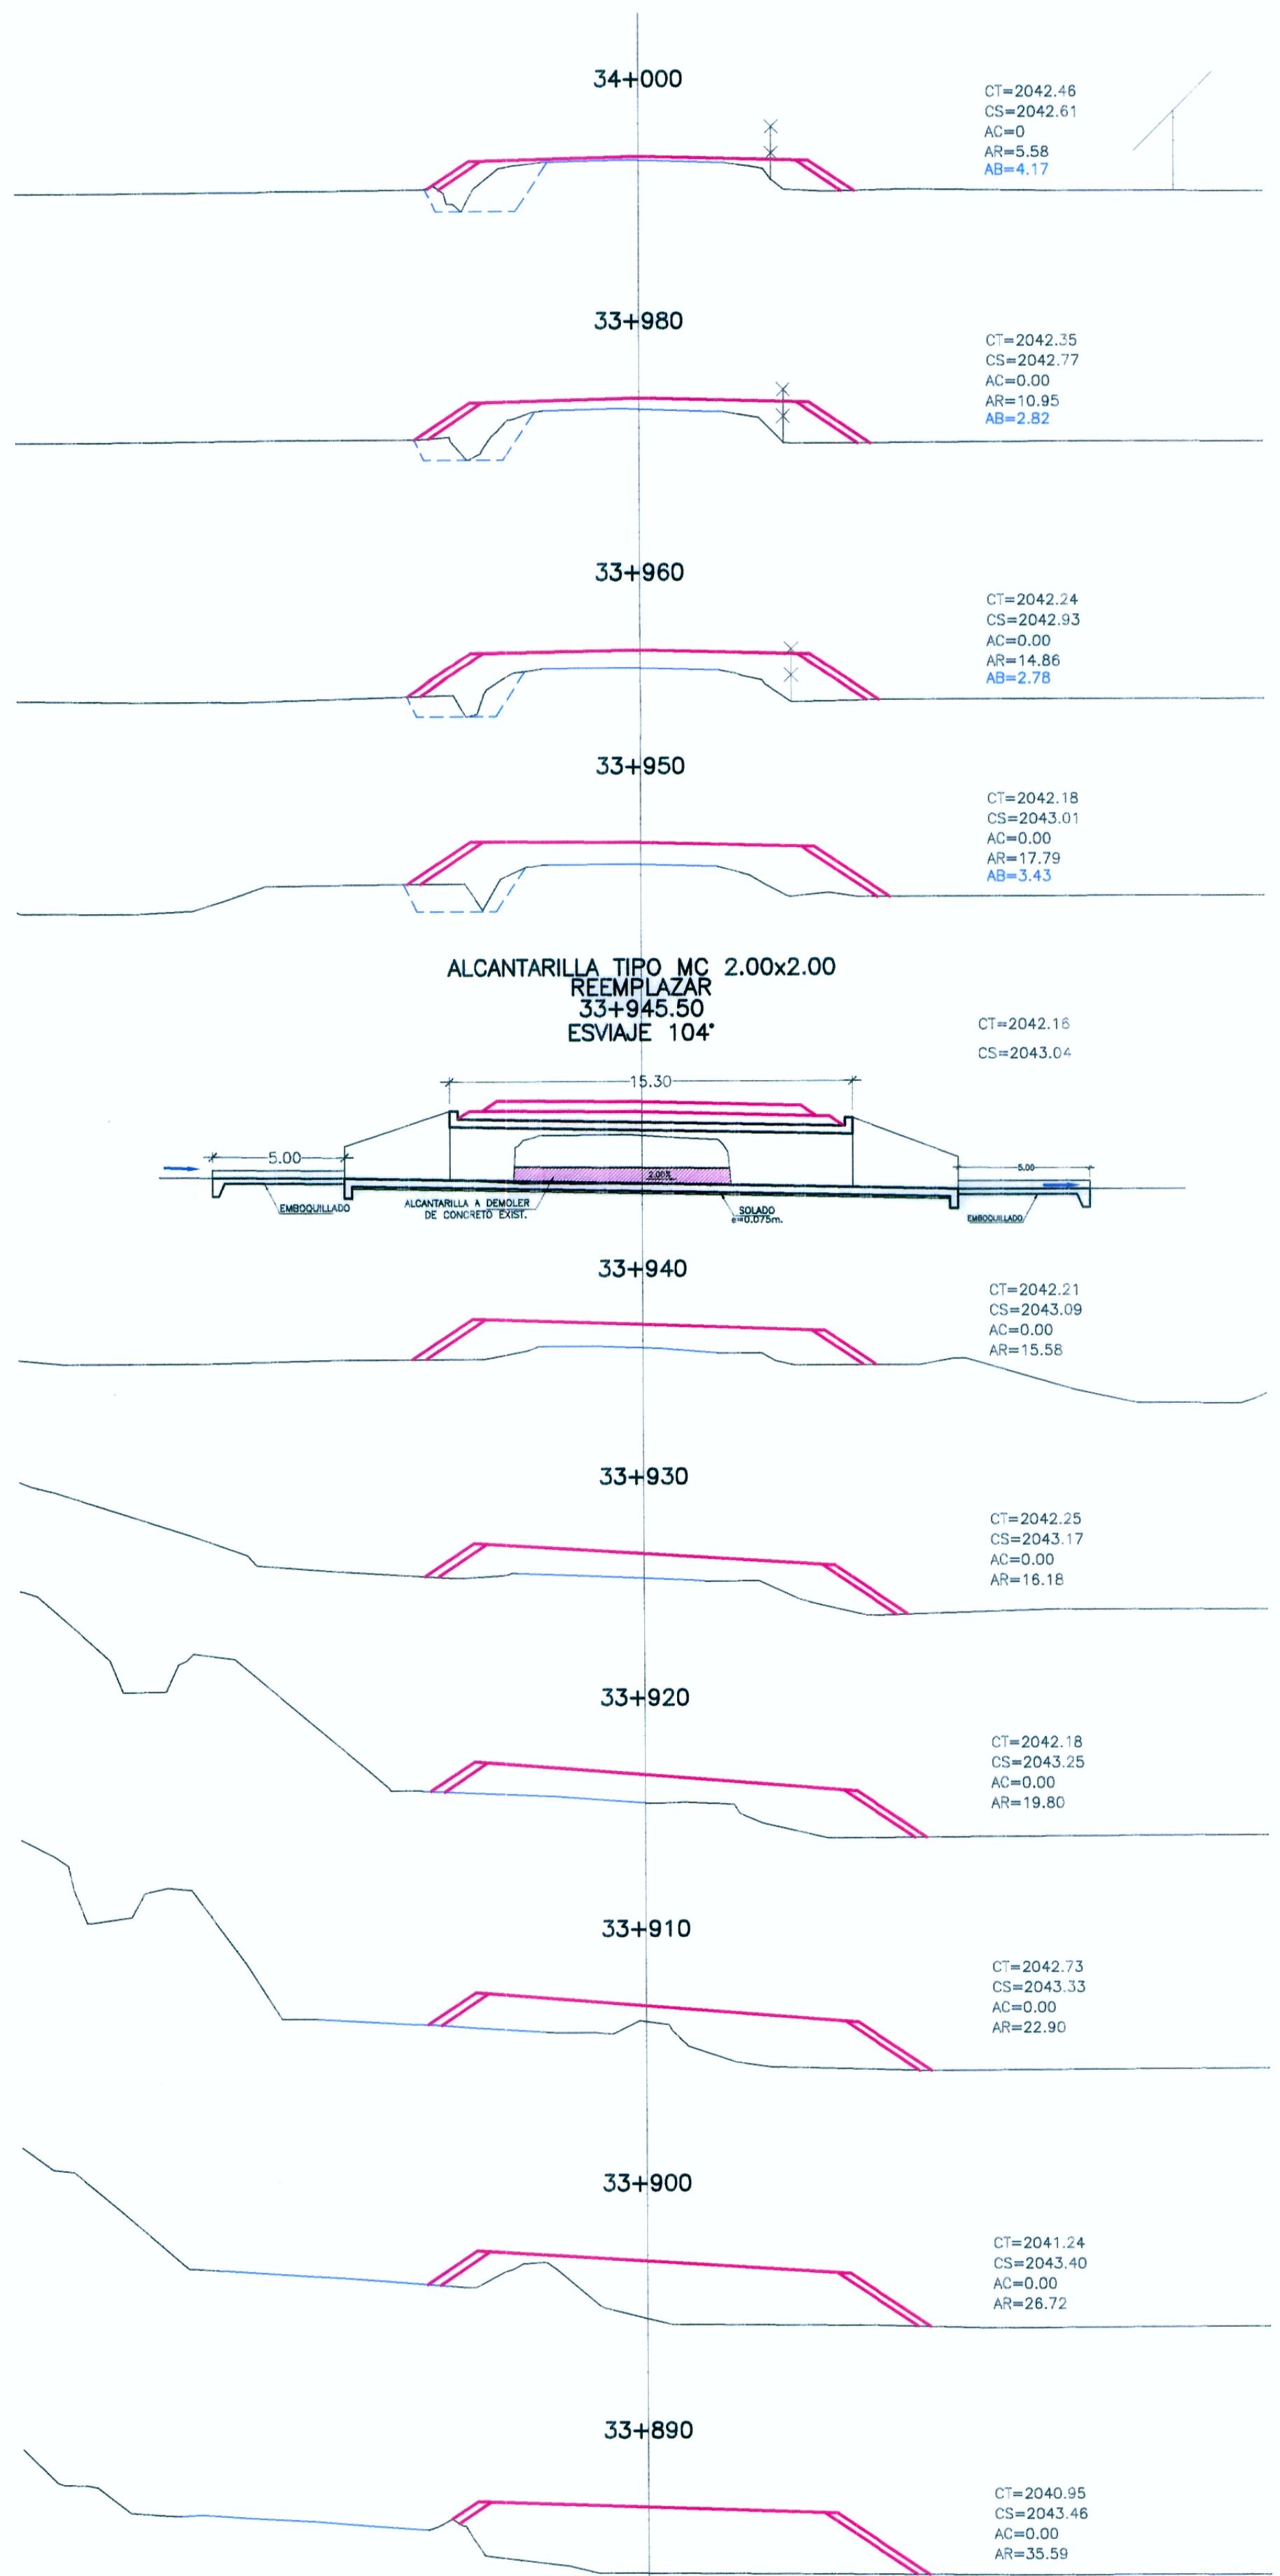 34+000
CT=2042.46
CS=2042.61
AC=0
AR=5.58
AB=4.17
33+980
CT=2042.35
CS=2042.77
AC=0.00
AR=10.95
AB=2.82
33+960
CT=2042.24
CS=2042.93
AC=0.00
AR=14.86
AB=2.78
33+950
CT=2042.18
CS=2043.01
AC=0.00
AR=17.79
AB=3.43
ALCANTARILLA TIPO MC 2.00x2.00
REEMPLAZAR
33+945.50
ESVIAJE 104°
CT=2042.16
CS=2043.04
15.30
5.00
5.00
2.00%
EMBOQUILLADO
ALCANTARILLA A DEMOLER
DE CONCRETO EXIST.
SOLADO
e=0.075m.
EMBOQUILLADO
33+940
CT=2042.21
CS=2043.09
AC=0.00
AR=15.58
33+930
CT=2042.25
CS=2043.17
AC=0.00
AR=16.18
33+920
CT=2042.18
CS=2043.25
AC=0.00
AR=19.80
33+910
CT=2042.73
CS=2043.33
AC=0.00
AR=22.90
33+900
CT=2041.24
CS=2043.40
AC=0.00
AR=26.72
33+890
CT=2040.95
CS=2043.46
AC=0.00
AR=35.59